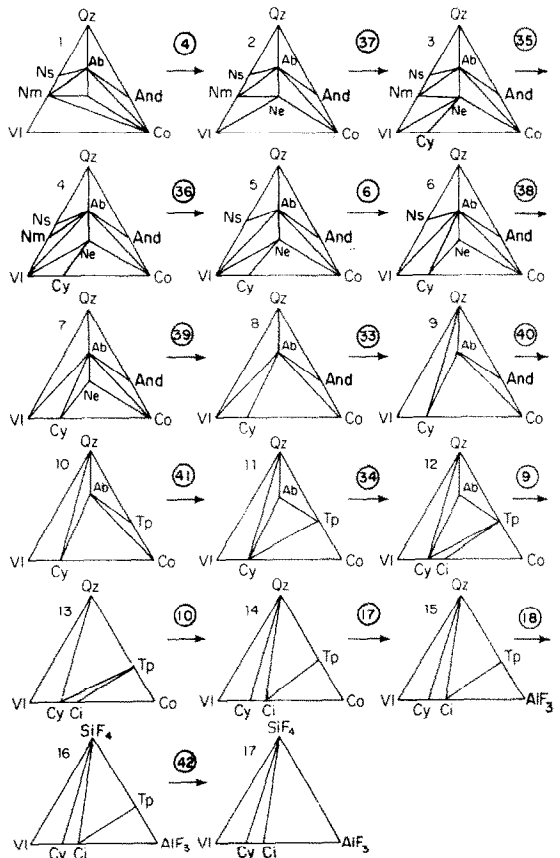 Qz Qz Qz
1 4 2 37 3 35
Ns Ab Ns Ab Ns Ab
Nm And Nm And Nm And
Ne Ne
Vl Co Vl Co Vl Cy Co
Qz Qz Qz
4 36 5 6 6 38
Ns Ab Ns Ab Ns Ab
Nm And And And
Ne Ne Ne
Vl Cy Co Vl Cy Co Vl Cy Co
Qz Qz Qz
7 39 8 33 9 40
Ab Ab Ab
And And And
Ne
Vl Cy Co Vl Cy Co Vl Cy Co
Qz Qz Qz
10 41 11 34 12 9
Ab Ab Ab
Tp Tp Tp
Vl Cy Co Vl Cy Co Vl Cy Ci Co
Qz Qz Qz
13 10 14 17 15 18
Tp Tp Tp
Vl Cy Ci Co Vl Cy Ci Co Vl Cy Ci AlF3
SiF4 SiF4
16 42 17
Tp
Vl Cy Ci AlF3 Vl Cy Ci AlF3